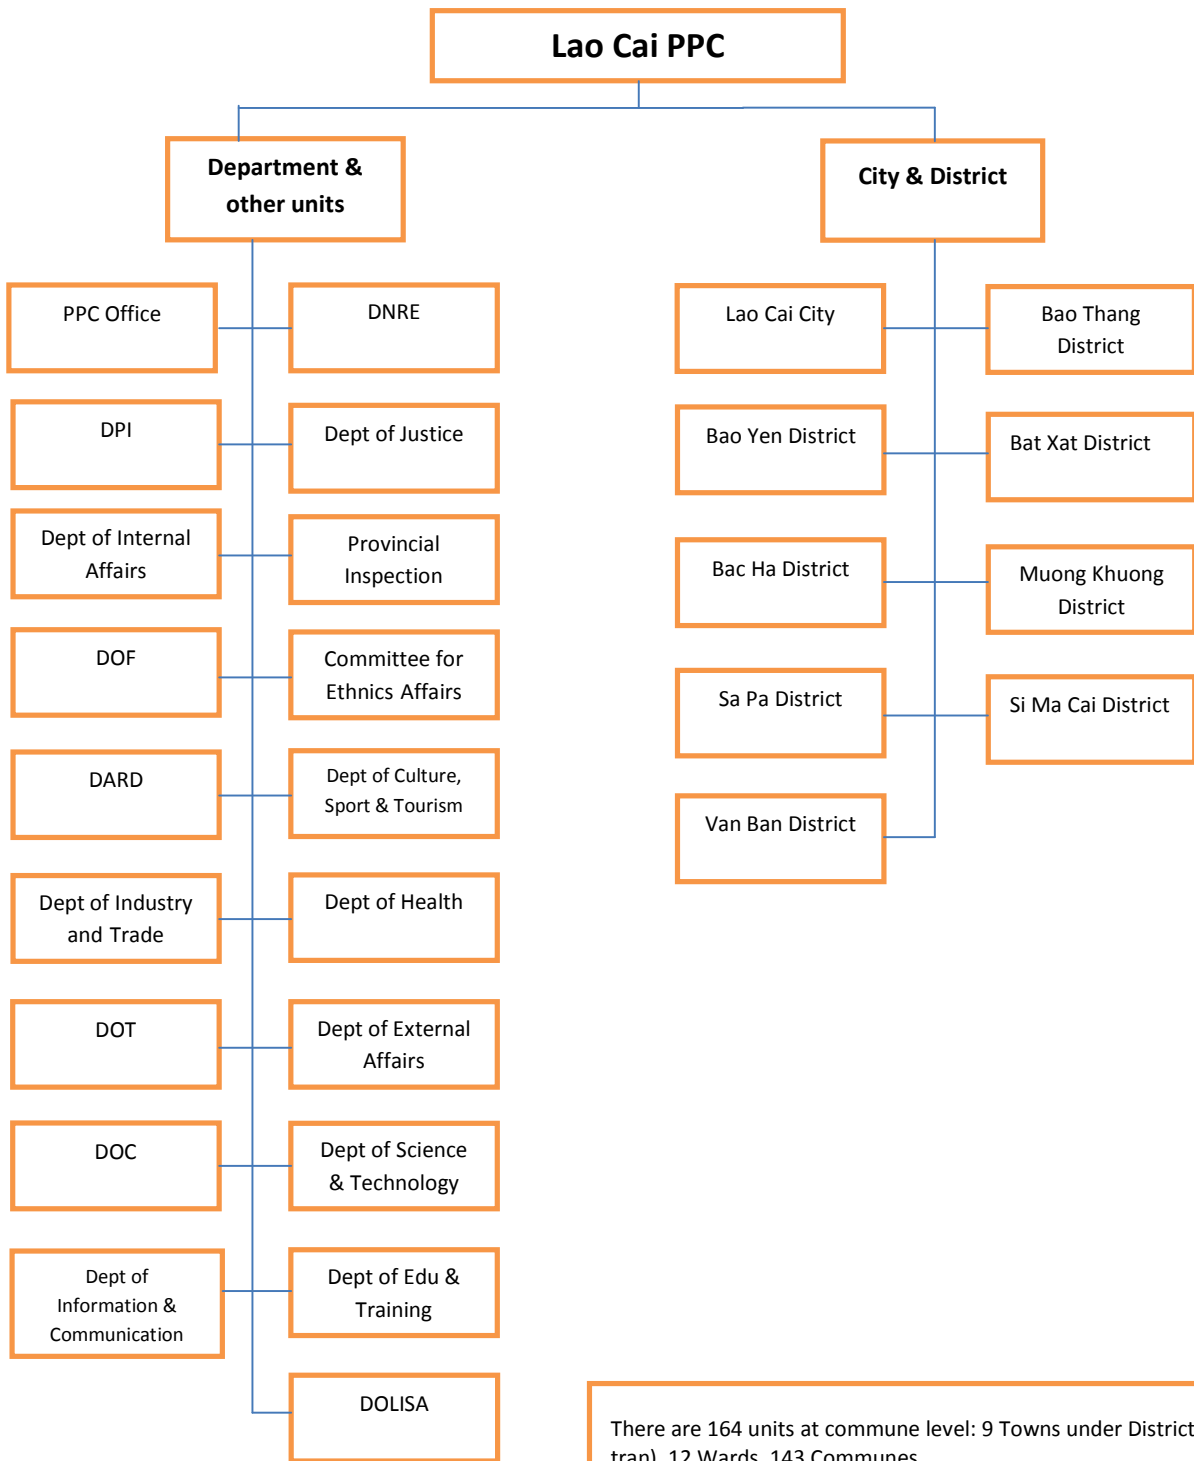 Lao Cai PPC
Department &
other units
City & District
PPC Office
DNRE
Lao Cai City
Bao Thang
District
DPI
Dept of Justice
Bao Yen District
Bat Xat District
Dept of Internal
Affairs
Provincial
Inspection
Bac Ha District
Muong Khuong
District
DOF
Committee for
Ethnics Affairs
Sa Pa District
Si Ma Cai District
DARD
Dept of Culture,
Sport & Tourism
Van Ban District
Dept of Industry
and Trade
Dept of Health
DOT
Dept of External
Affairs
DOC
Dept of Science
& Technology
Dept of
Information &
Communication
Dept of Edu &
Training
DOLISA
There are 164 units at commune level: 9 Towns under District
tran), 12 Wards, 143 Communes